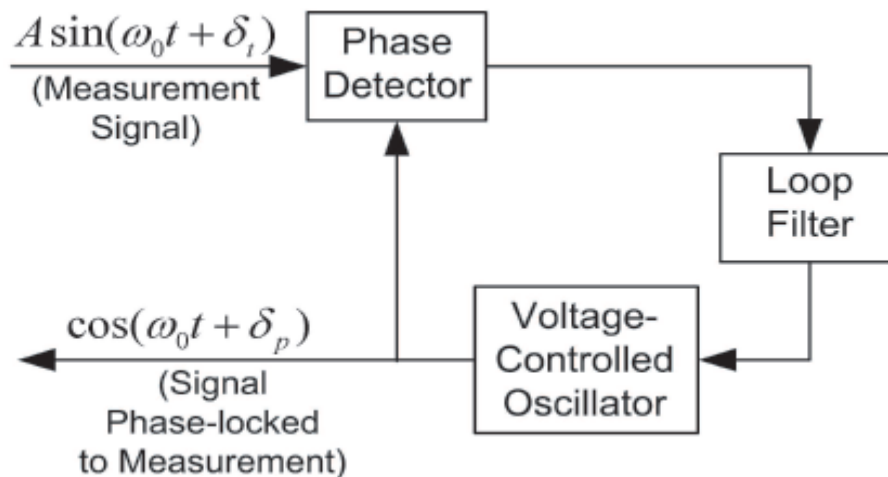 A sin(ω₀t + δₜ)
(Measurement
Signal)
Phase
Detector
Loop
Filter
Voltage-
Controlled
Oscillator
cos(ω₀t + δₚ)
(Signal
Phase-locked
to Measurement)